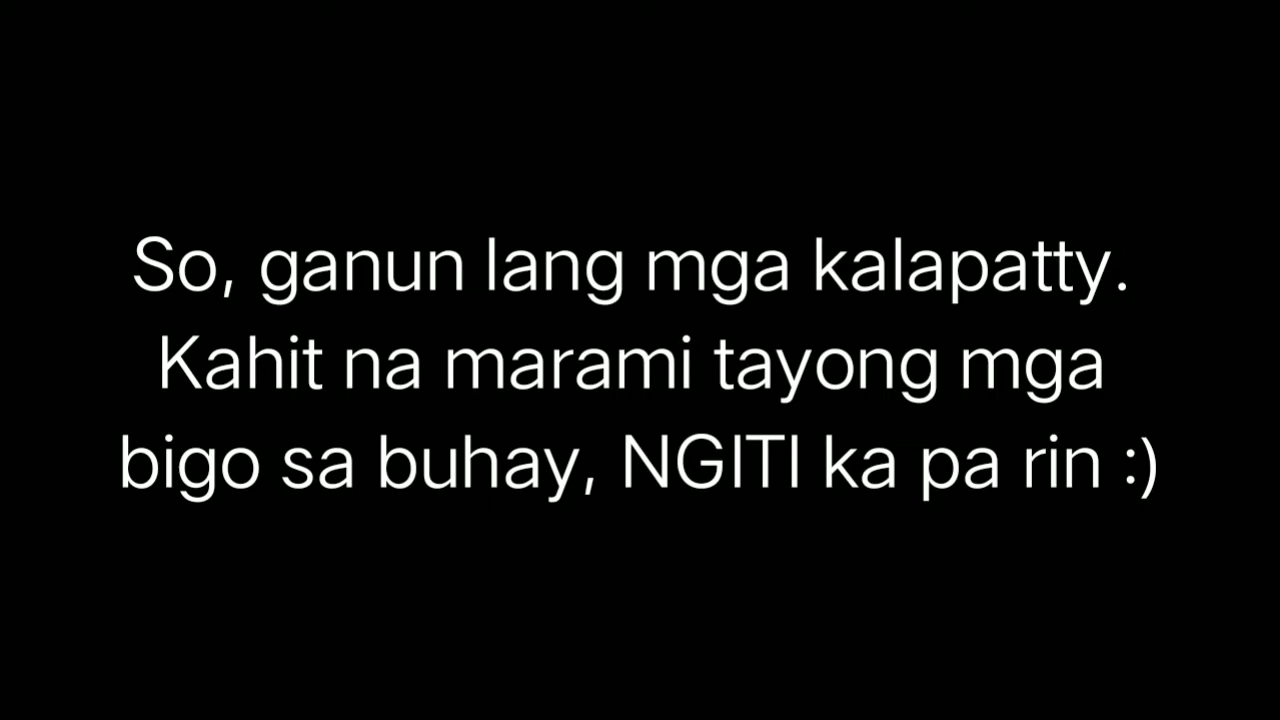 So, ganun lang mga kalapatty.
Kahit na marami tayong mga
bigo sa buhay, NGITI ka pa rin :)